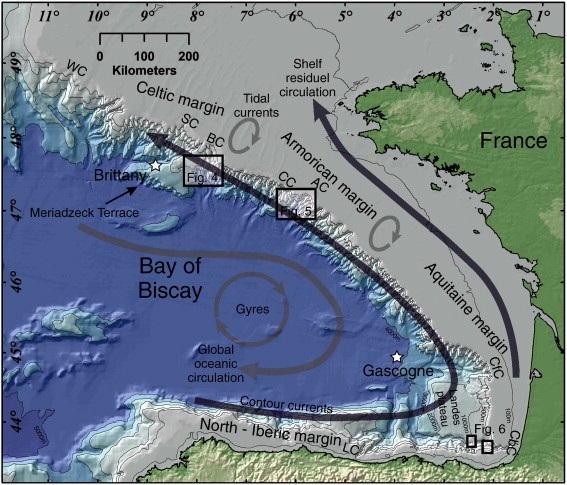 11° 10° 9° 8° 7° 6° 5° 4° 3° 2° 1°
0 100 200
Kilometers
49°
48°
47°
46°
45°
44°
WC
Celtic margin
SC
BC
Tidal
currents
Shelf
residuel
circulation
France
Armorican margin
Brittany
Fig. 4
CC
AC
Fig. 5
Meriadzeck Terrace
Bay of
Biscay
Aquitaine margin
Gyres
Global
oceanic
circulation
Gascogne
CfC
Contour currents
Landes
plateau
1000m
100m
Fig. 6
CbC
North - Iberic margin
LC